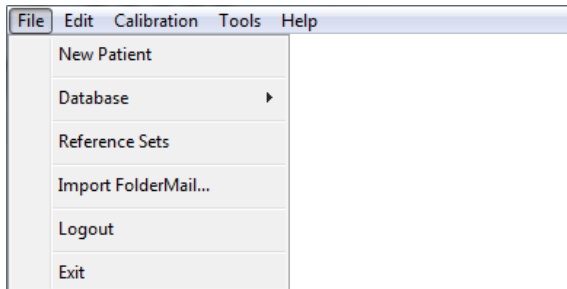 File Edit Calibration Tools Help
New Patient
Database
Reference Sets
Import FolderMail...
Logout
Exit